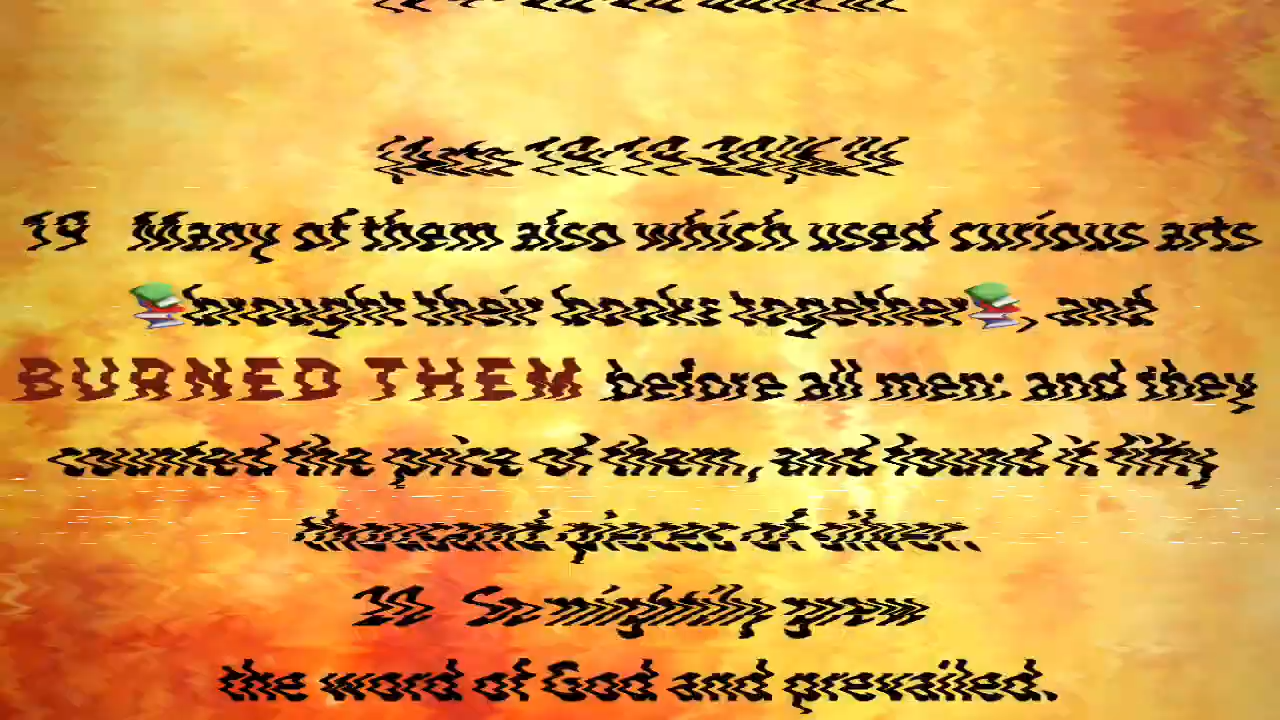 (Acts 19:19-20)(KJV)
19 Many of them also which used curious arts
📚brought their books together📚, and
BURNED THEM before all men: and they
counted the price of them, and found it fifty
thousand pieces of silver.
20 So mightily grew
the word of God and prevailed.